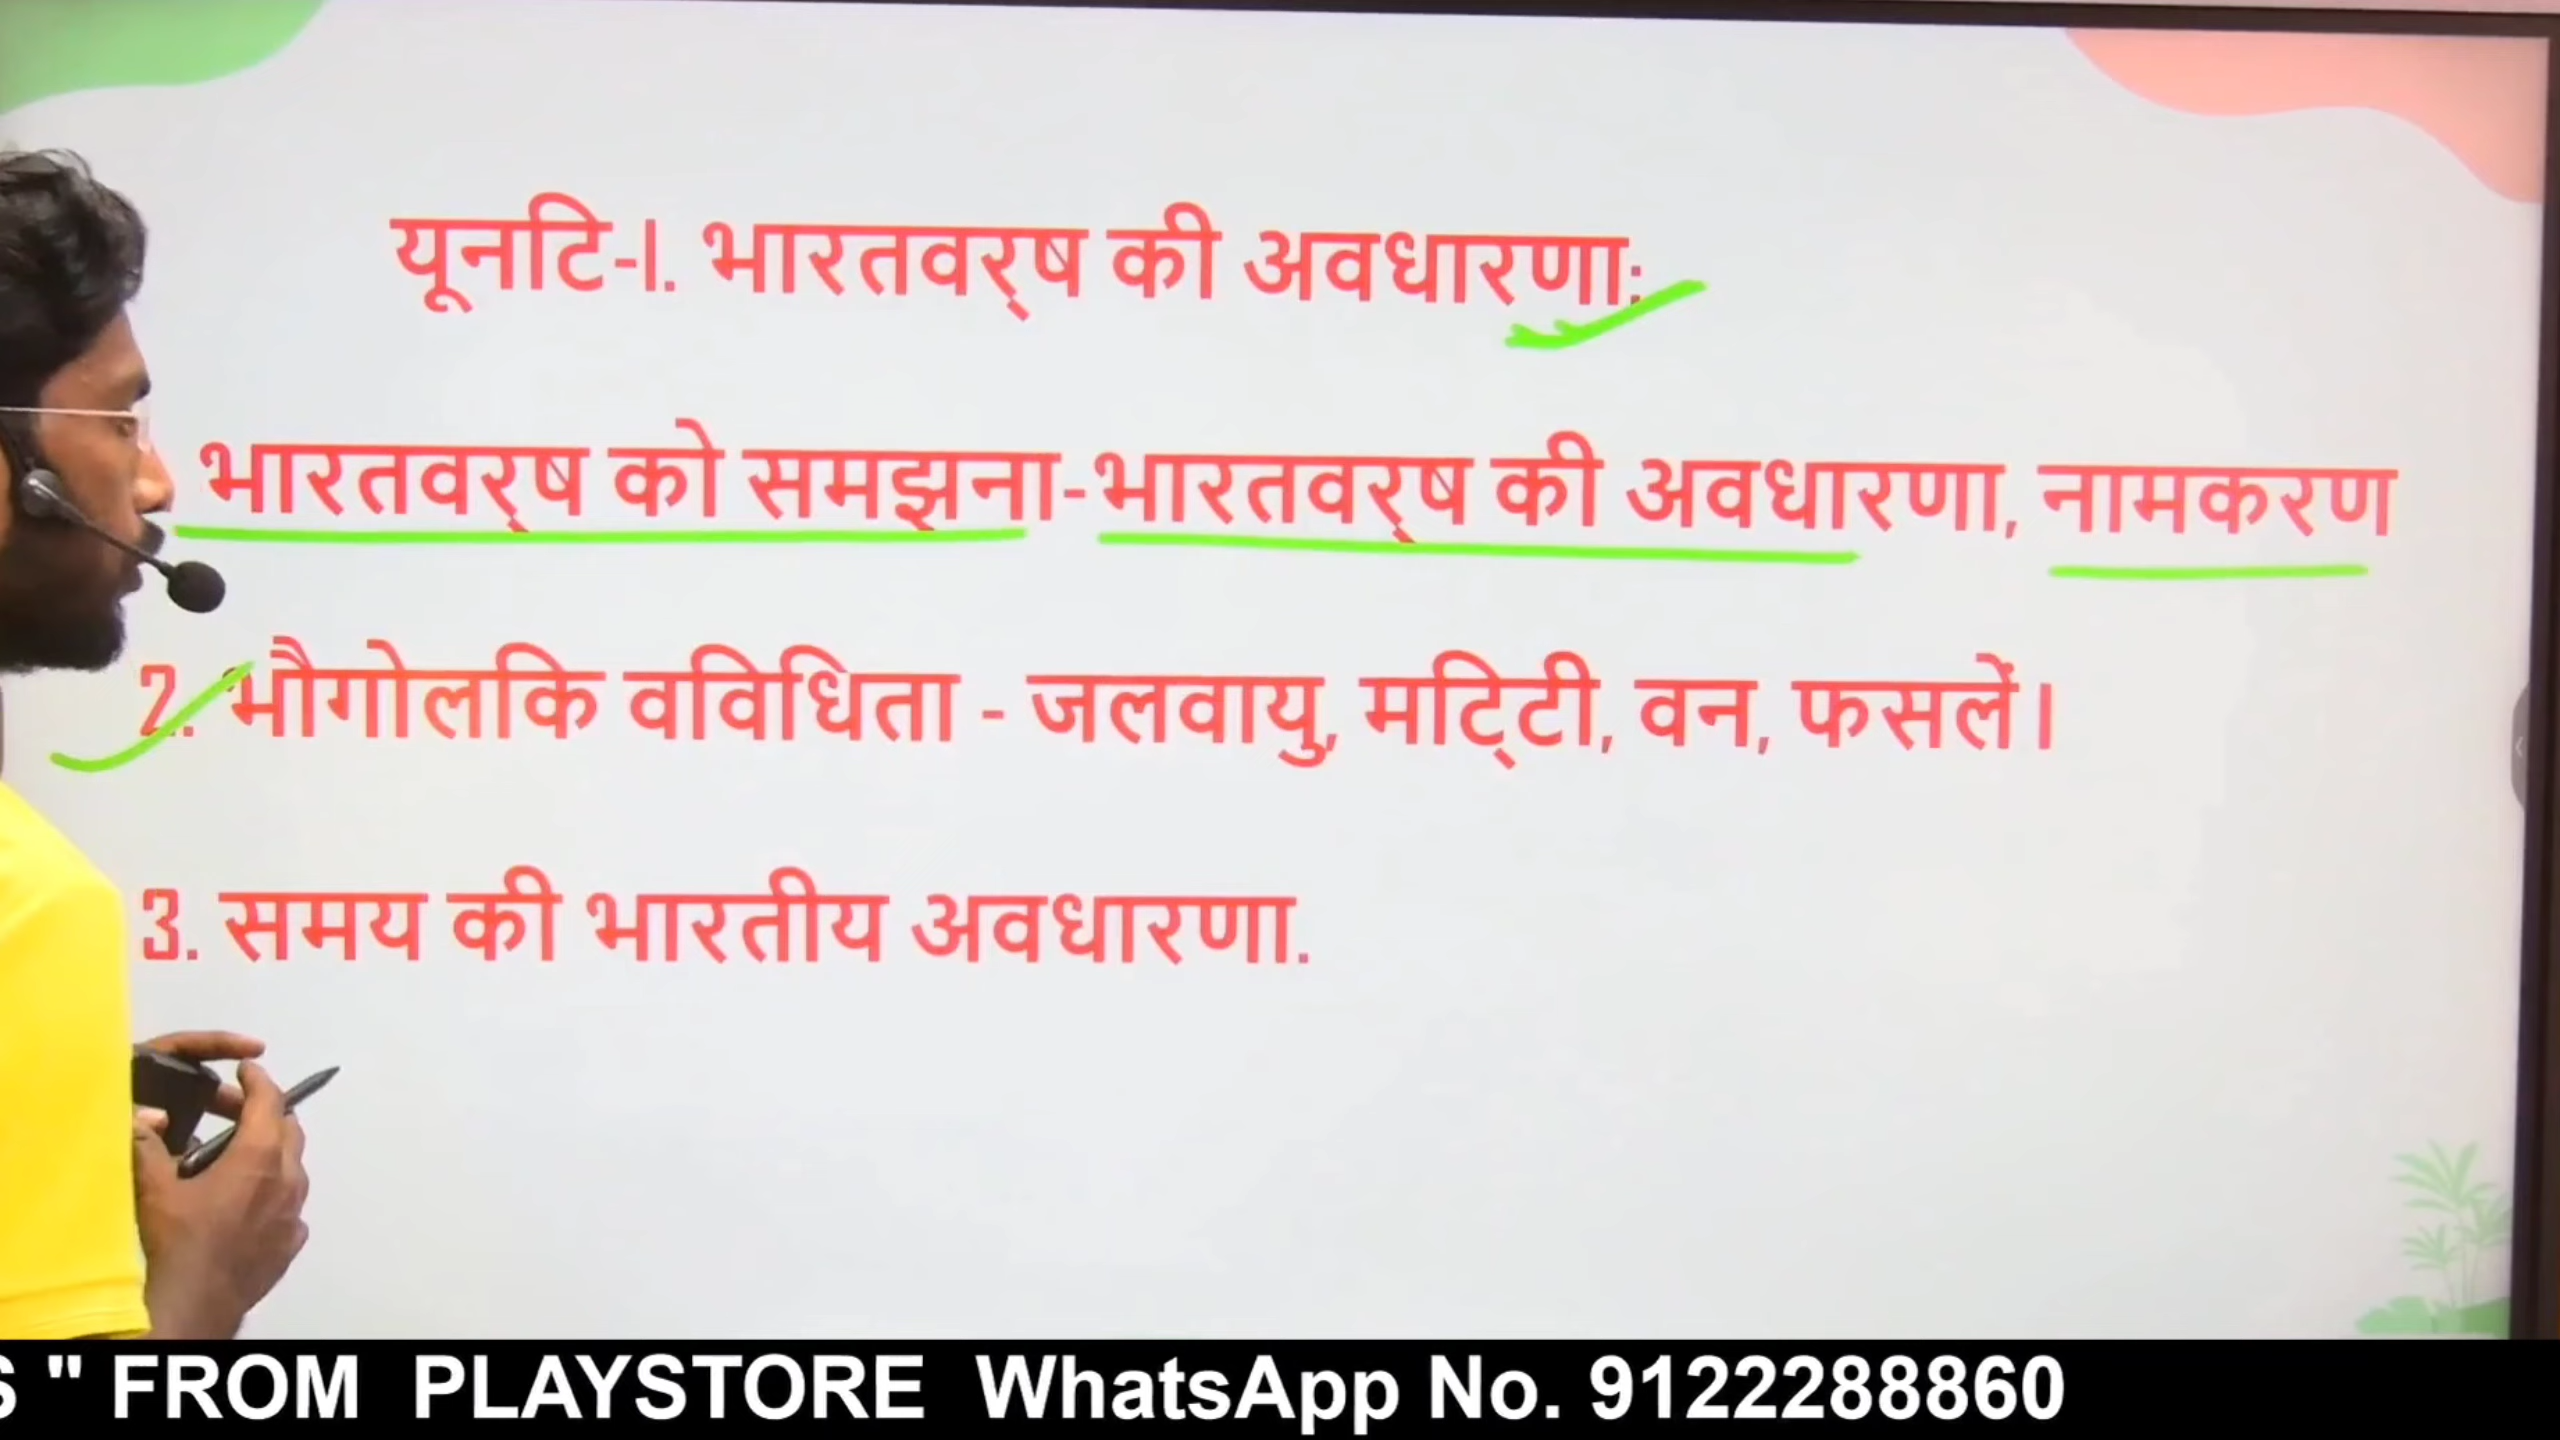 यूनटि-I. भारतवर्‌ष की अवधारणा:
भारतवर्‌ष को समझना-भारतवर्‌ष की अवधारणा, नामकरण
2. भौगोलकि वविधिता - जलवायु, मट्‌टिी, वन, फसलें।
3. समय की भारतीय अवधारणा.
S " FROM PLAYSTORE WhatsApp No. 9122288860